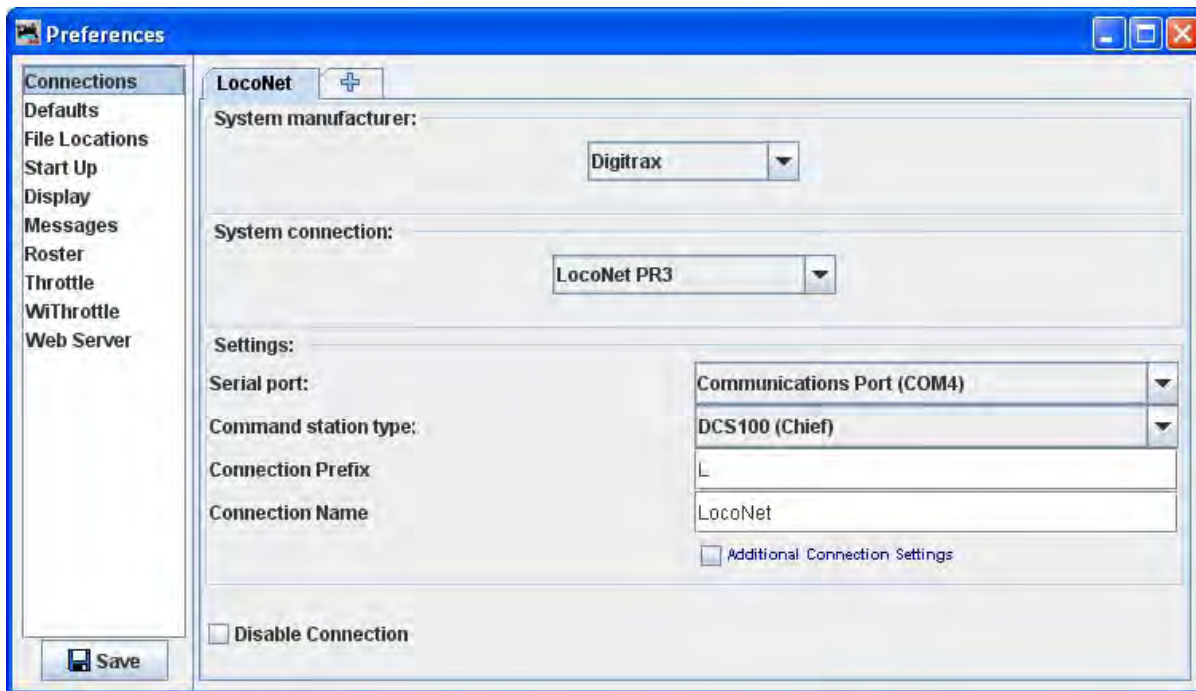 Preferences
Connections
Defaults
File Locations
Start Up
Display
Messages
Roster
Throttle
WiThrottle
Web Server
Save
LocoNet
System manufacturer:
Digitrax
System connection:
LocoNet PR3
Settings:
Serial port:
Communications Port (COM4)
Command station type:
DCS100 (Chief)
Connection Prefix
L
Connection Name
LocoNet
Additional Connection Settings
Disable Connection